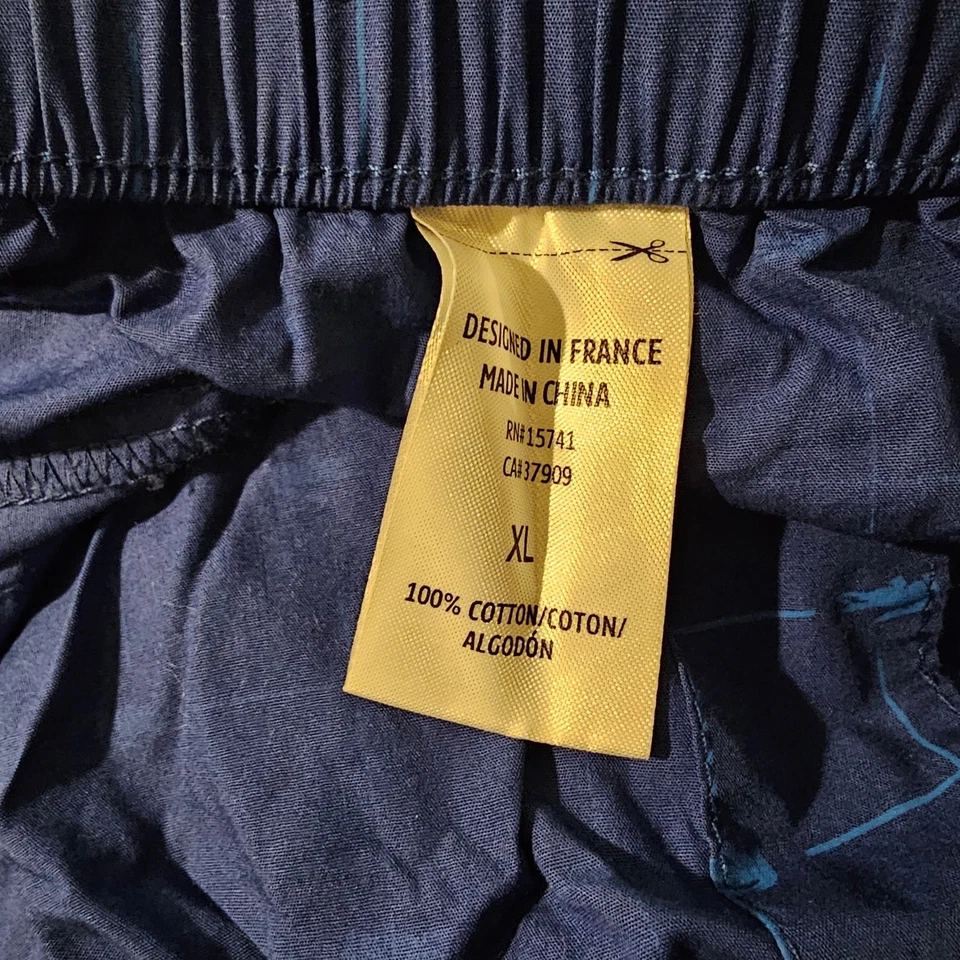 DESIGNED IN FRANCE
MADE IN CHINA
RN#15741
CA#37909
XL
100% COTTON/COTON/
ALGODÓN